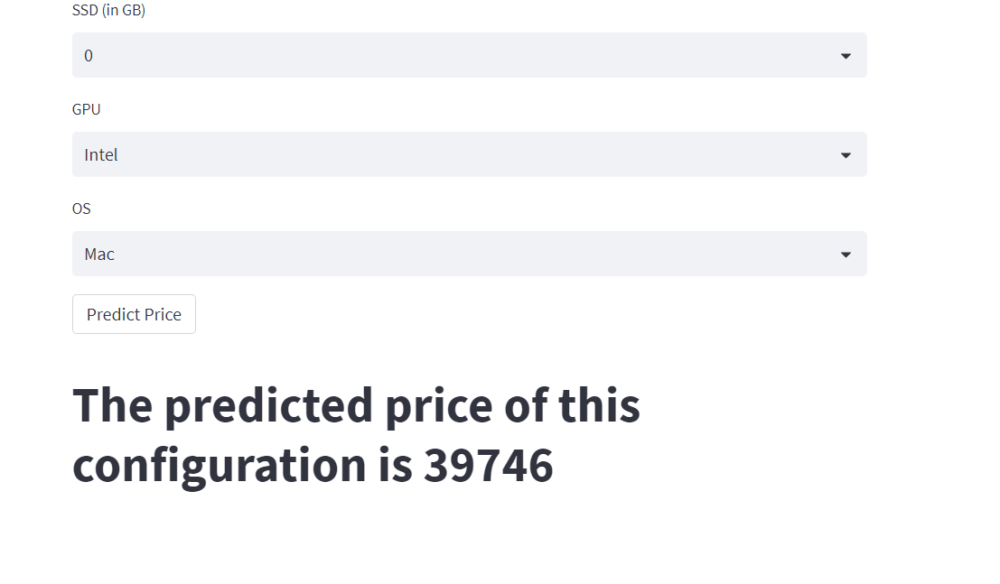 SSD (in GB)
0
GPU
Intel
OS
Mac
Predict Price
The predicted price of this
configuration is 39746